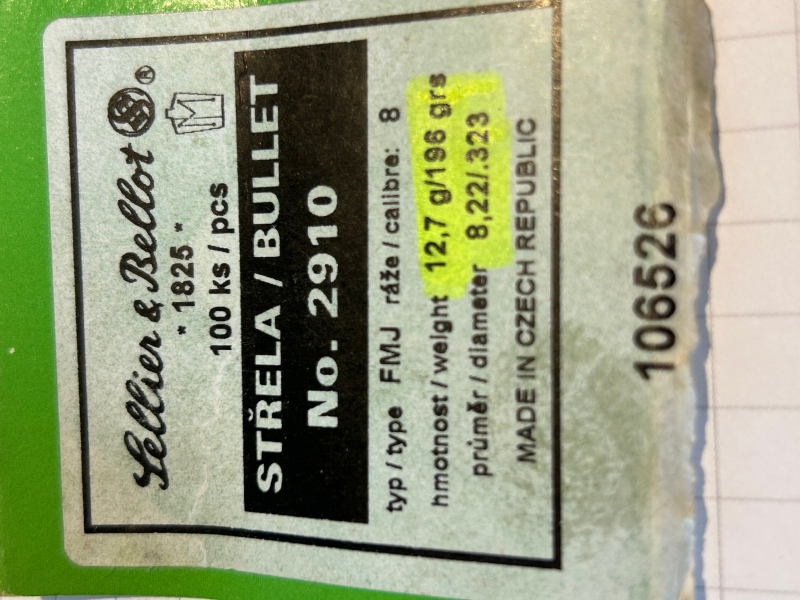 Sellier & Bellot ®
* 1825 *
100 ks / pcs
STŘELA / BULLET
No. 2910
typ / type FMJ ráže / calibre: 8
hmotnost / weight 12,7 g/196 grs
průměr / diameter 8,22/.323
MADE IN CZECH REPUBLIC
106526